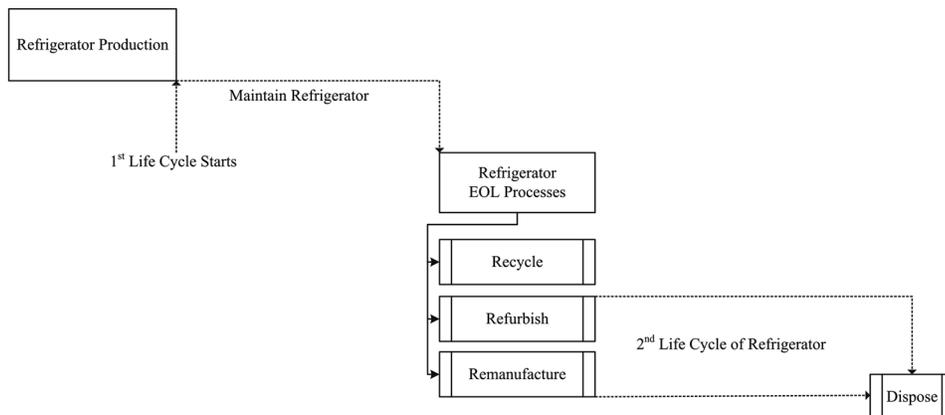 Refrigerator Production
Maintain Refrigerator
1st Life Cycle Starts
Refrigerator
EOL Processes
Recycle
Refurbish
2nd Life Cycle of Refrigerator
Remanufacture
Dispose